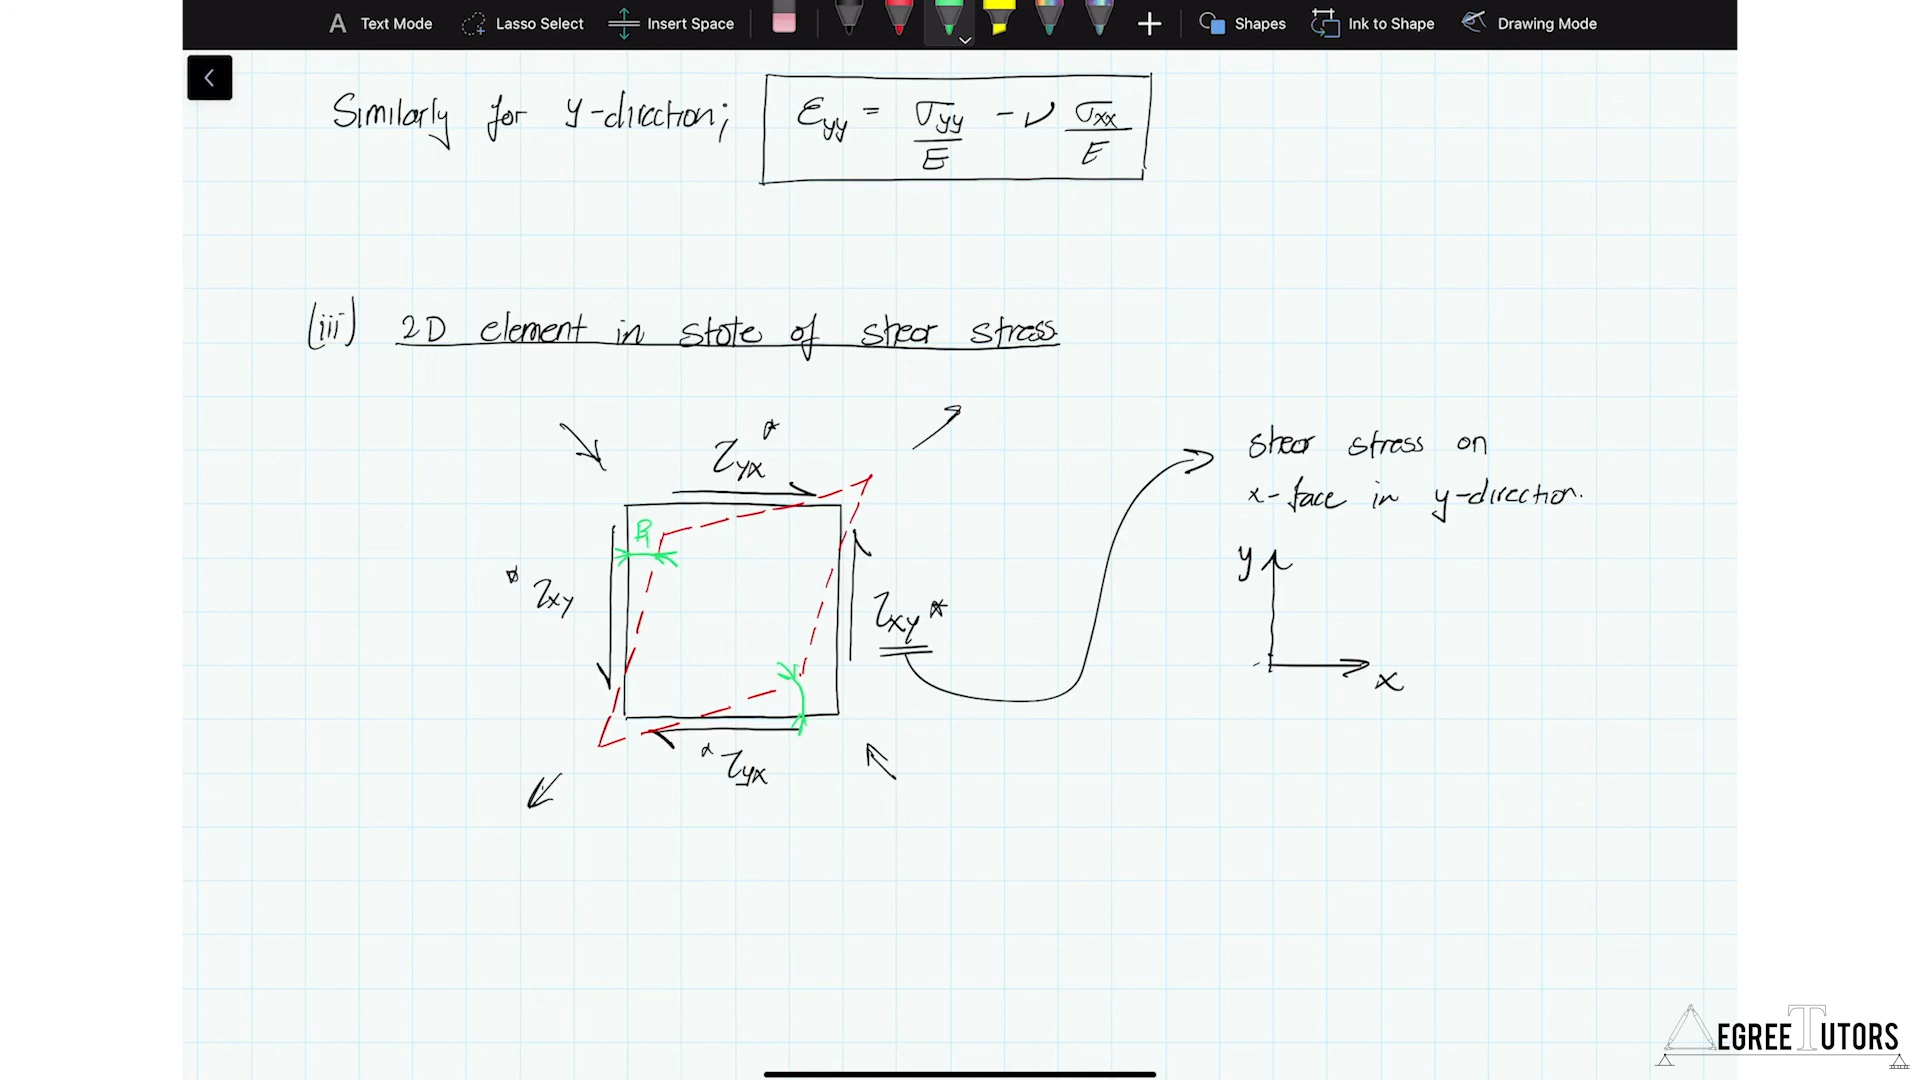 Text Mode Lasso Select Insert Space Shapes Ink to Shape Drawing Mode
Similarly for y-direction; εyy = σyy/E - ν σxx/E
(iii) 2D element in state of shear stress
τyx*
shear stress on
x-face in y-direction.
y
*τxy
τxy*
x
*τyx
DEGREE TUTORS